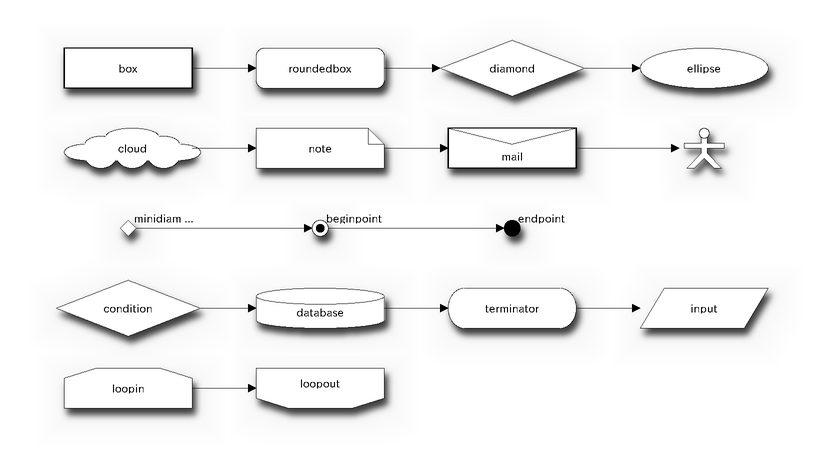 box
roundedbox
diamond
ellipse
cloud
note
mail
minidiam ...
beginpoint
endpoint
condition
database
terminator
input
loopin
loopout